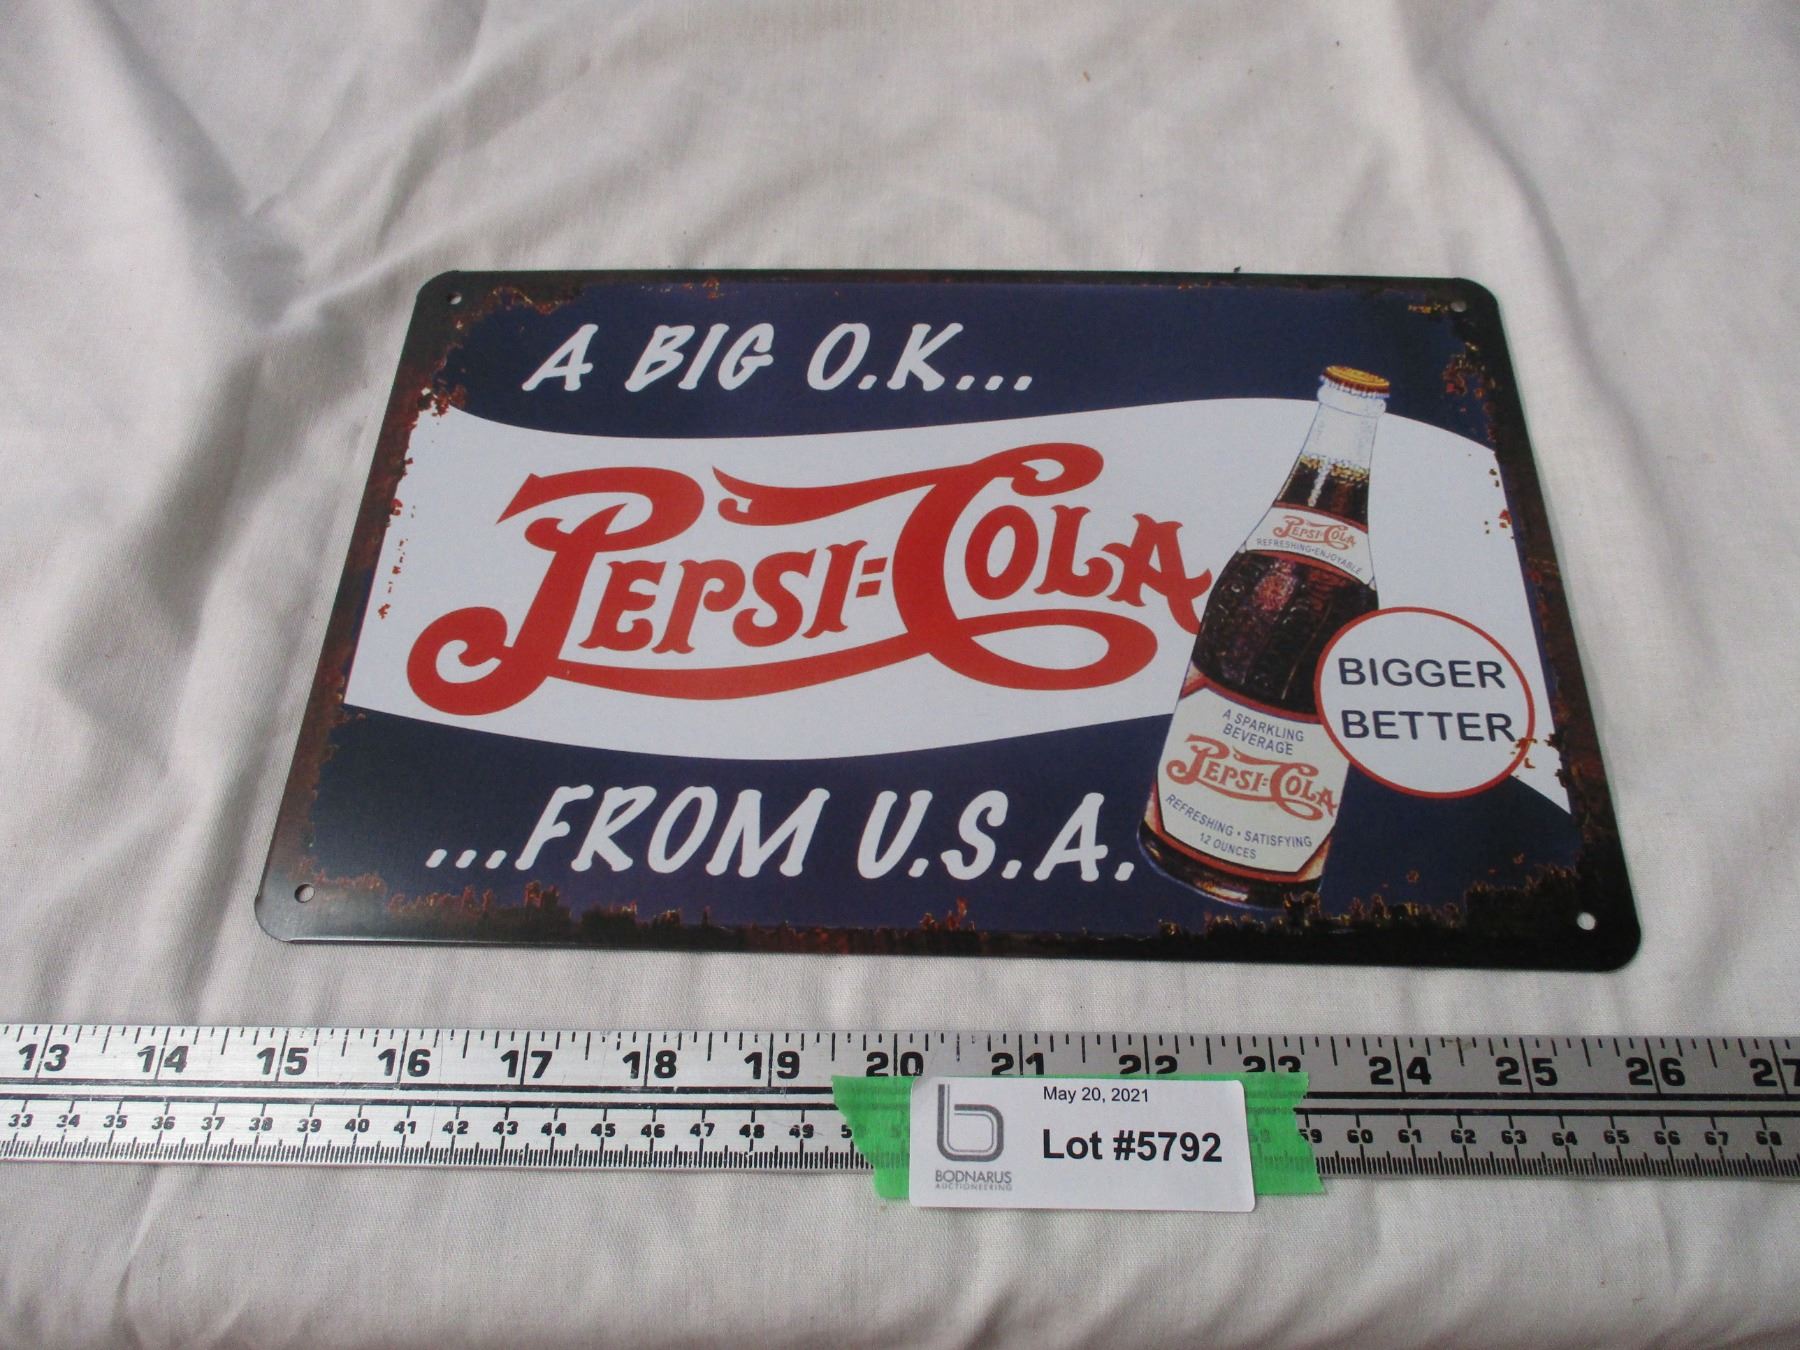 A BIG O.K...
PEPSI=COLA
PEPSI=COLA
REFRESHING-ENJOYABLE
BIGGER
BETTER
A SPARKLING
BEVERAGE
PEPSI=COLA
REFRESHING • SATISFYING
12 OUNCES
...FROM U.S.A.
13 14 15 16 17 18 19 20 21 22 23 24 25 26 27
33 34 35 36 37 38 39 40 41 42 43 44 45 46 47 48 49 59 60 61 62 63 64 65 66 67 68
May 20, 2021
Lot #5792
b
BODNARUS
AUCTIONEERING